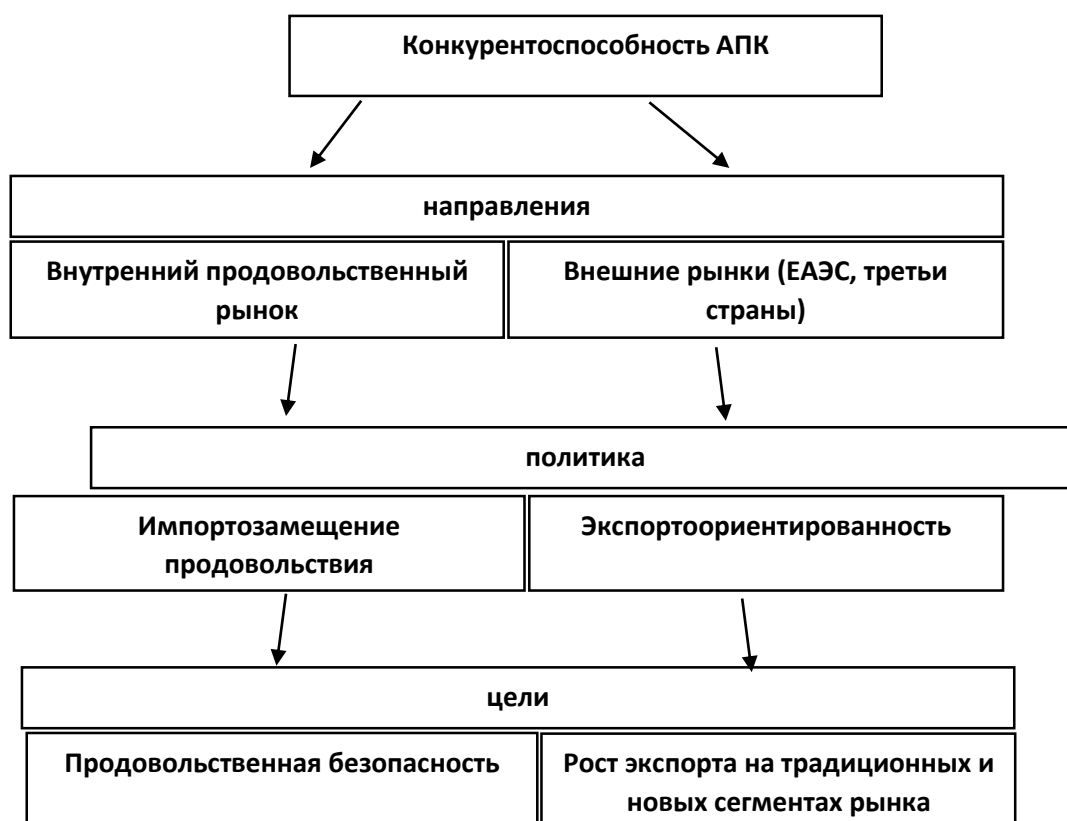 Конкурентоспособность АПК
направления
Внутренний продовольственный
рынок
Внешние рынки (ЕАЭС, третьи
страны)
политика
Импортозамещение
продовольствия
Экспортоориентированность
цели
Продовольственная безопасность
Рост экспорта на традиционных и
новых сегментах рынка